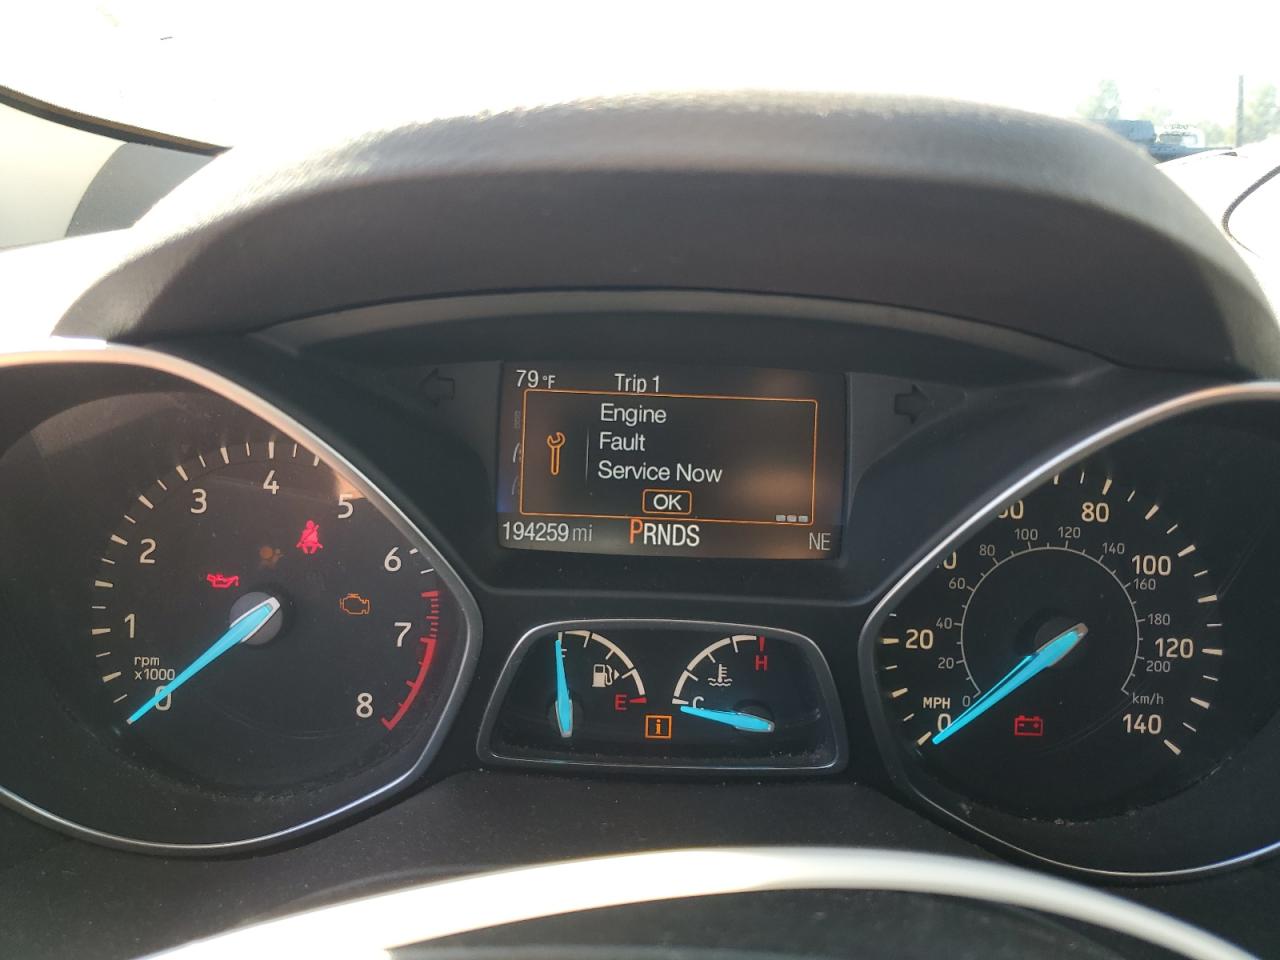 79°F Trip 1
Engine
Fault
Service Now
OK
194259 mi PRNDS NE
0 1 2 3 4 5 6 7 8
rpm
x1000
F E
C H
i
0 20 80 100 120 140
MPH
0 20 40 60 80 100 120 140 160 180 200
km/h